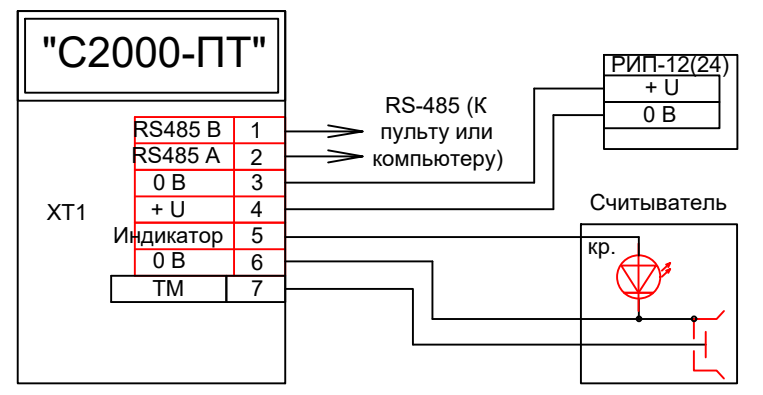 "С2000-ПТ"
РИП-12(24)
+ U
0 В
RS-485 (К
пульту или
компьютеру)
RS485 B 1
RS485 A 2
0 В 3
+ U 4
Индикатор 5
0 В 6
ТМ 7
ХТ1
Считыватель
кр.